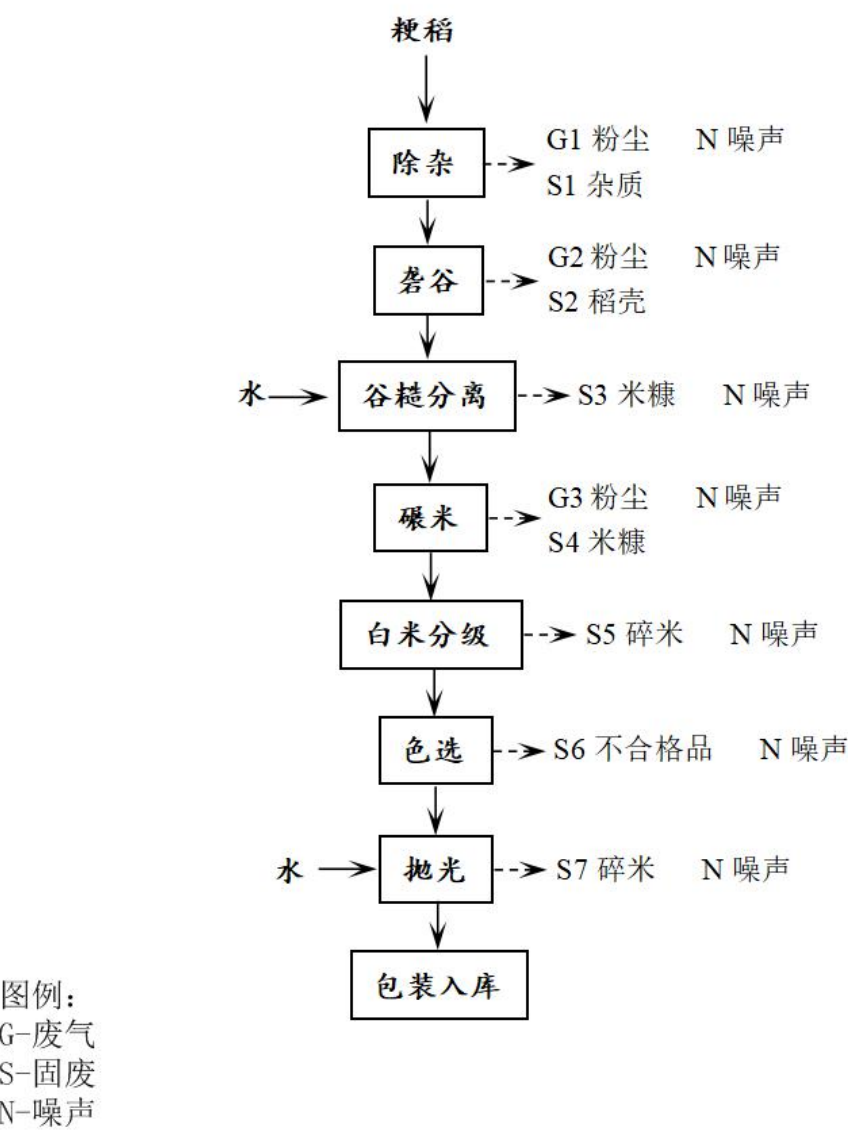 粳稻
除杂
G1 粉尘 N 噪声
S1 杂质
砻谷
G2 粉尘 N 噪声
S2 稻壳
水
谷糙分离
S3 米糠 N 噪声
碾米
G3 粉尘 N 噪声
S4 米糠
白米分级
S5 碎米 N 噪声
色选
S6 不合格品 N 噪声
水
抛光
S7 碎米 N 噪声
包装入库
图例：
G-废气
S-固废
N-噪声